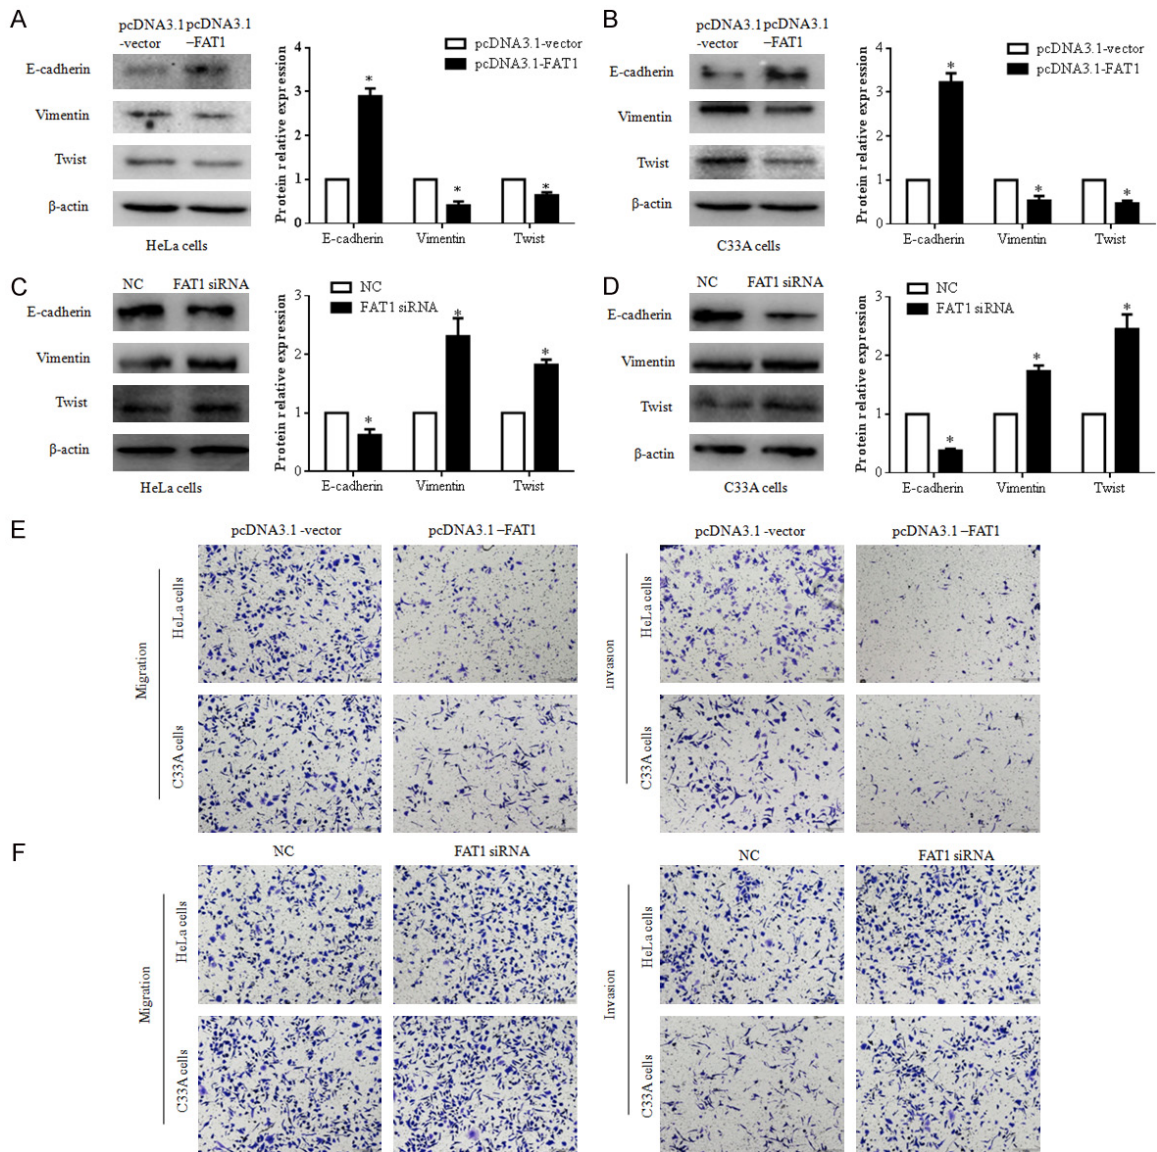 A
pcDNA3.1 pcDNA3.1
-vector –FAT1
E-cadherin
Vimentin
Twist
β-actin
HeLa cells
Protein relative expression
4
3
2
1
0
pcDNA3.1-vector
pcDNA3.1-FAT1
*
*
*
E-cadherin Vimentin Twist
B
pcDNA3.1 pcDNA3.1
-vector –FAT1
E-cadherin
Vimentin
Twist
β-actin
C33A cells
Protein relative expression
4
3
2
1
0
pcDNA3.1-vector
pcDNA3.1-FAT1
*
*
*
E-cadherin Vimentin Twist
C
NC FAT1 siRNA
E-cadherin
Vimentin
Twist
β-actin
HeLa cells
Protein relative expression
3
2
1
0
NC
FAT1 siRNA
*
*
*
E-cadherin Vimentin Twist
D
NC FAT1 siRNA
E-cadherin
Vimentin
Twist
β-actin
C33A cells
Protein relative expression
3
2
1
0
NC
FAT1 siRNA
*
*
*
E-cadherin Vimentin Twist
E
pcDNA3.1 -vector pcDNA3.1 –FAT1
Migration
HeLa cells
C33A cells
pcDNA3.1 -vector pcDNA3.1 –FAT1
Invasion
HeLa cells
C33A cells
F
NC FAT1 siRNA
Migration
HeLa cells
C33A cells
NC FAT1 siRNA
Invasion
HeLa cells
C33A cells